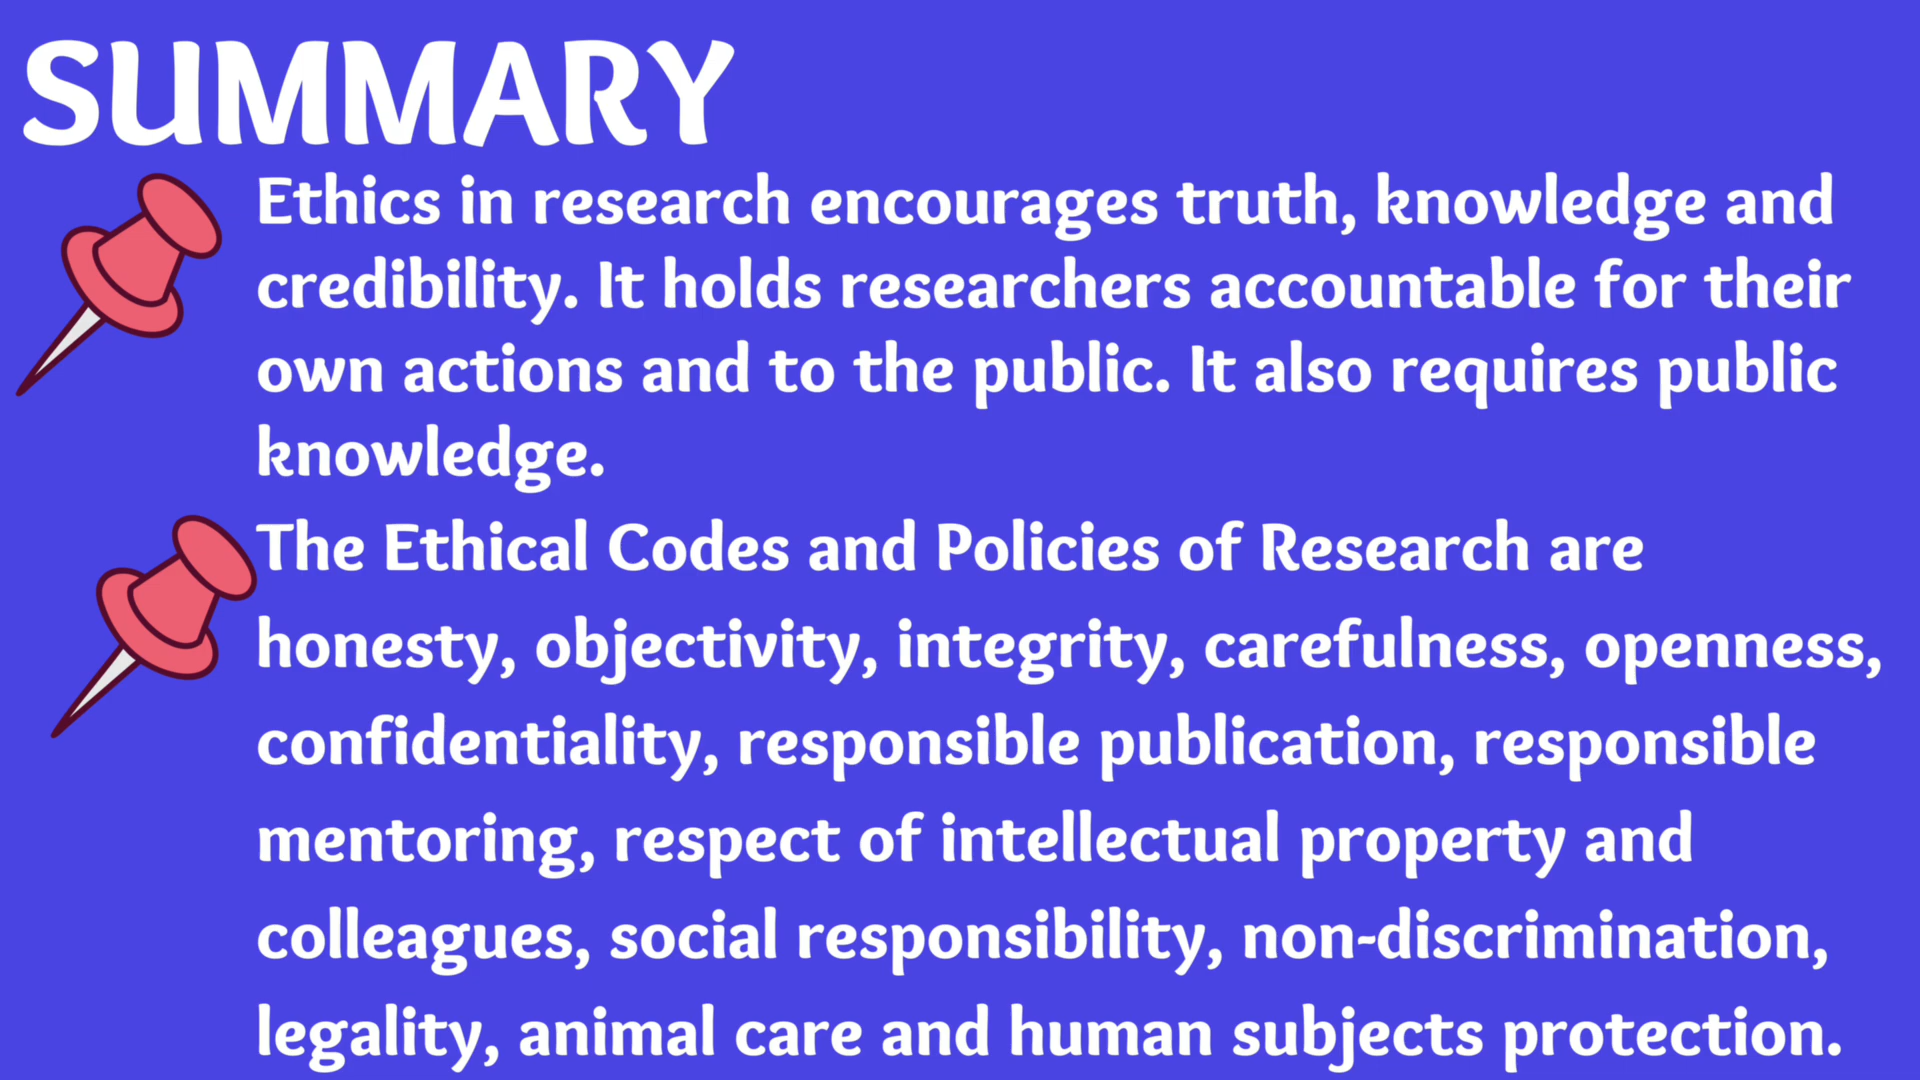 SUMMARY
Ethics in research encourages truth, knowledge and
credibility. It holds researchers accountable for their
own actions and to the public. It also requires public
knowledge.
The Ethical Codes and Policies of Research are
honesty, objectivity, integrity, carefulness, openness,
confidentiality, responsible publication, responsible
mentoring, respect of intellectual property and
colleagues, social responsibility, non-discrimination,
legality, animal care and human subjects protection.